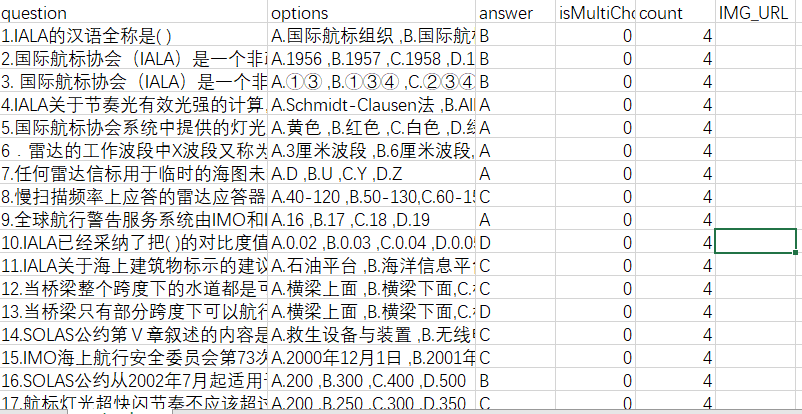 question options answer isMultiCho count IMG_URL
1.IALA的汉语全称是( ) A.国际航标组织 ,B.国际航 B 0 4
2.国际航标协会（IALA）是一个非 A.1956 ,B.1957 ,C.1958 ,D.1 B 0 4
3. 国际航标协会（IALA）是一个非 A.①③ ,B.①③④ ,C.②③④ B 0 4
4.IALA关于节奏光有效光强的计算 A.Schmidt-Clausen法 ,B.Al A 0 4
5.国际航标协会系统中提供的灯光 A.黄色 ,B.红色 ,C.白色 ,D. A 0 4
6．雷达的工作波段中X波段又称为 A.3厘米波段 ,B.6厘米波段, A 0 4
7.任何雷达信标用于临时的海图未 A.D ,B.U ,C.Y ,D.Z A 0 4
8.慢扫描频率上应答的雷达应答器 A.40-120 ,B.50-130,C.60-1 C 0 4
9.全球航行警告服务系统由IMO和 A.16 ,B.17 ,C.18 ,D.19 A 0 4
10.IALA已经采纳了把( )的对比度值 A.0.02 ,B.0.03 ,C.0.04 ,D.0.0 D 0 4
11.IALA关于海上建筑物标示的建议 A.石油平台 ,B.海洋信息平 C 0 4
12.当桥梁整个跨度下的水道都是可 A.横梁上面 ,B.横梁下面,C. C 0 4
13.当桥梁只有部分跨度下可以航行 A.横梁上面 ,B.横梁下面,C. D 0 4
14.SOLAS公约第Ⅴ章叙述的内容是 A.救生设备与装置 ,B.无线 C 0 4
15.IMO海上航行安全委员会第73次 A.2000年12月1日 ,B.2001年 C 0 4
16.SOLAS公约从2002年7月起适用 A.200 ,B.300 ,C.400 ,D.500 B 0 4
17.航标灯光超快闪节奏不应该超过 A.200 ,B.250 ,C.300 ,D.350 C 0 4